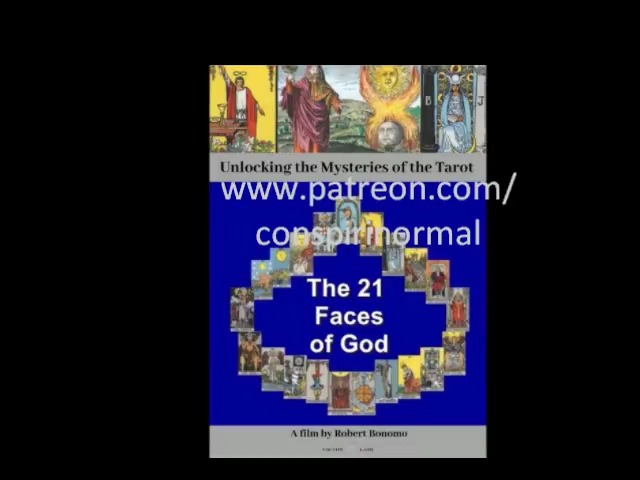 B J
Unlocking the Mysteries of the Tarot
www.patreon.com/
conspirinormal
The 21
Faces
of God
A film by Robert Bonomo